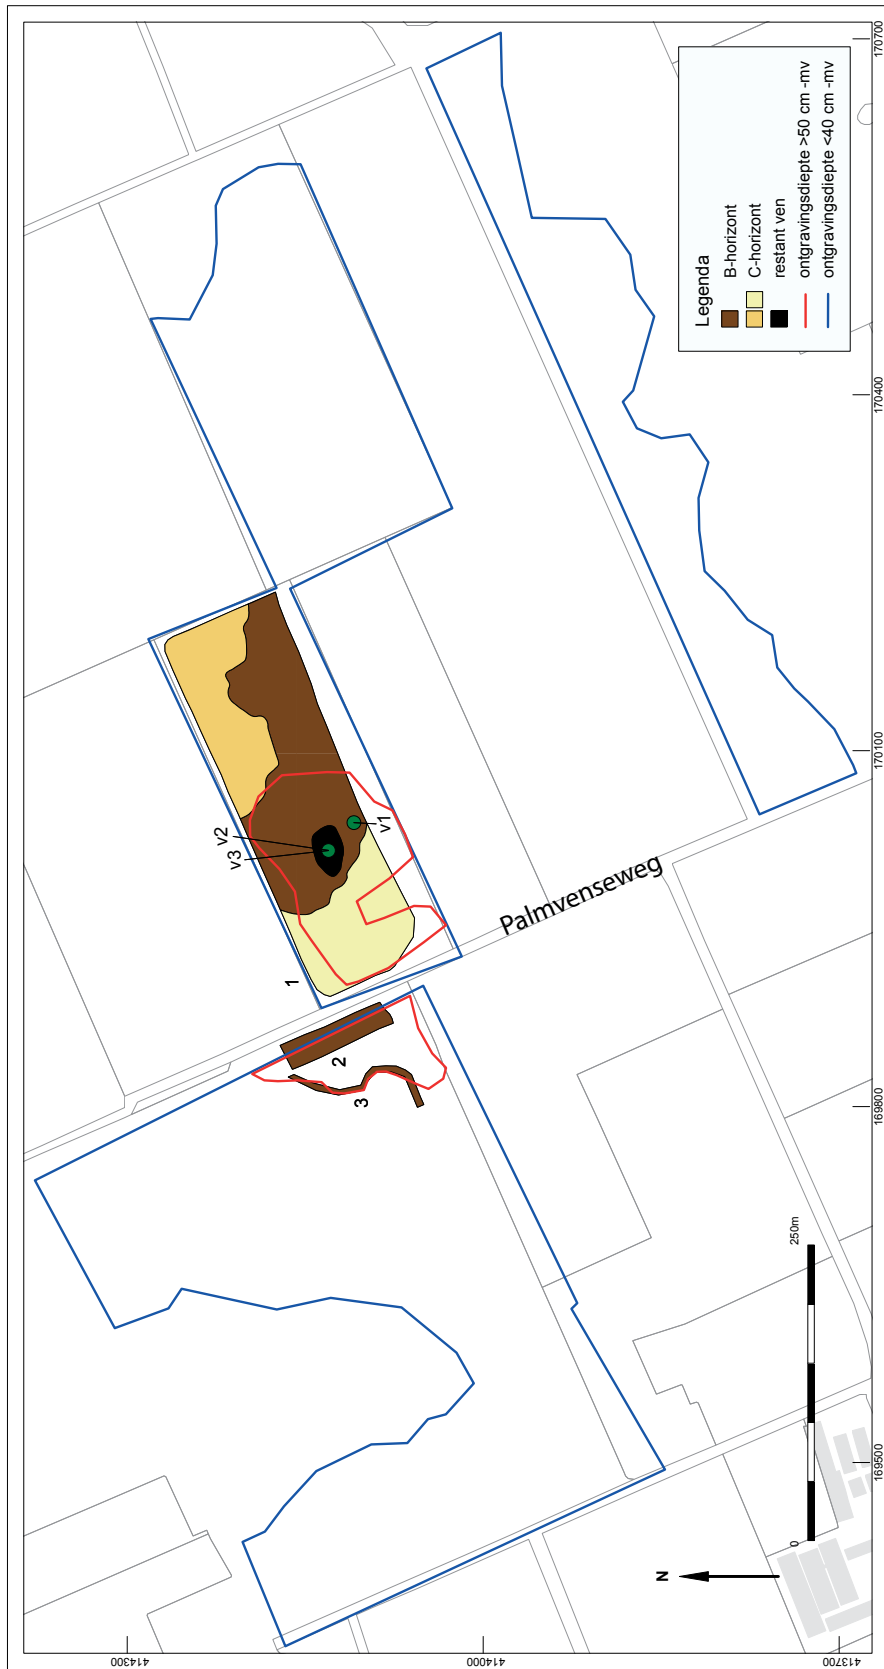 Legenda
B-horizont
C-horizont
restant ven
ontgravingsdiepte >50 cm -mv
ontgravingsdiepte <40 cm -mv
v3
v2
v1
1
2
3
Palmvenseweg
N
0
250m
414300
414000
413700
169500
169800
170100
170400
170700